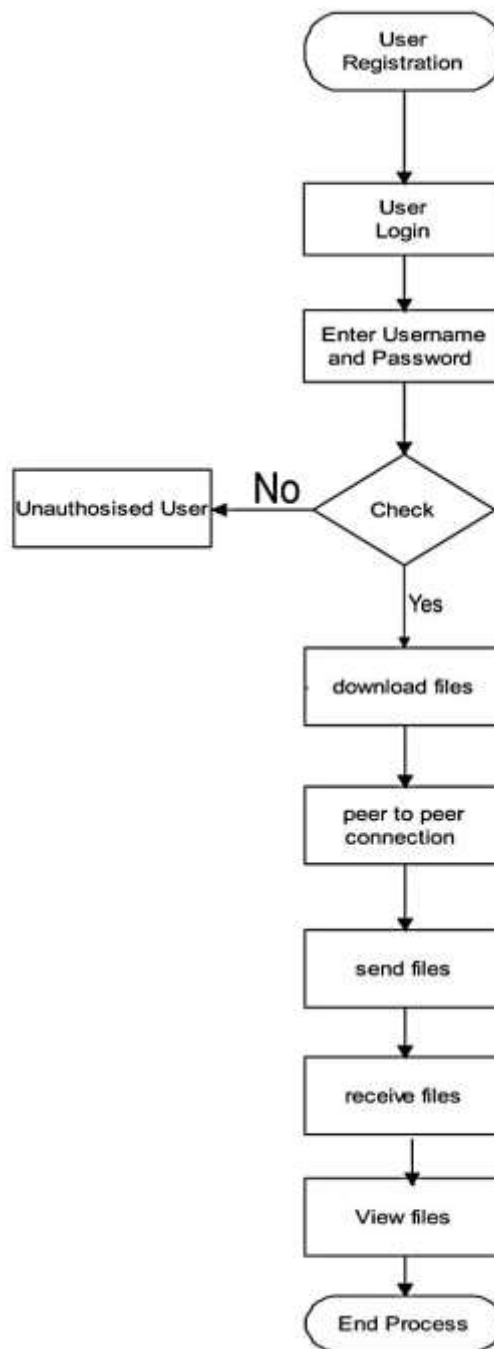 User
Registration
User
Login
Enter Username
and Password
No
Unauthosised User
Check
Yes
download files
peer to peer
connection
send files
receive files
View files
End Process